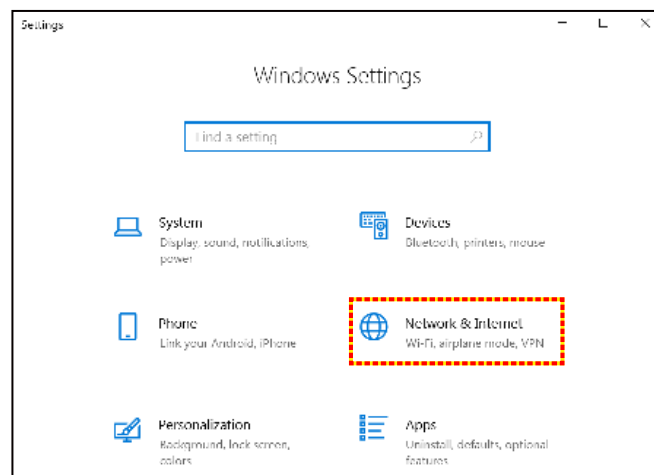 Settings
Windows Settings
Find a setting
System
Display, sound, notifications,
power
Devices
Bluetooth, printers, mouse
Phone
Link your Android, iPhone
Network & Internet
Wi-Fi, airplane mode, VPN
Personalization
Background, lock screen,
colors
Apps
Uninstall, defaults, optional
features